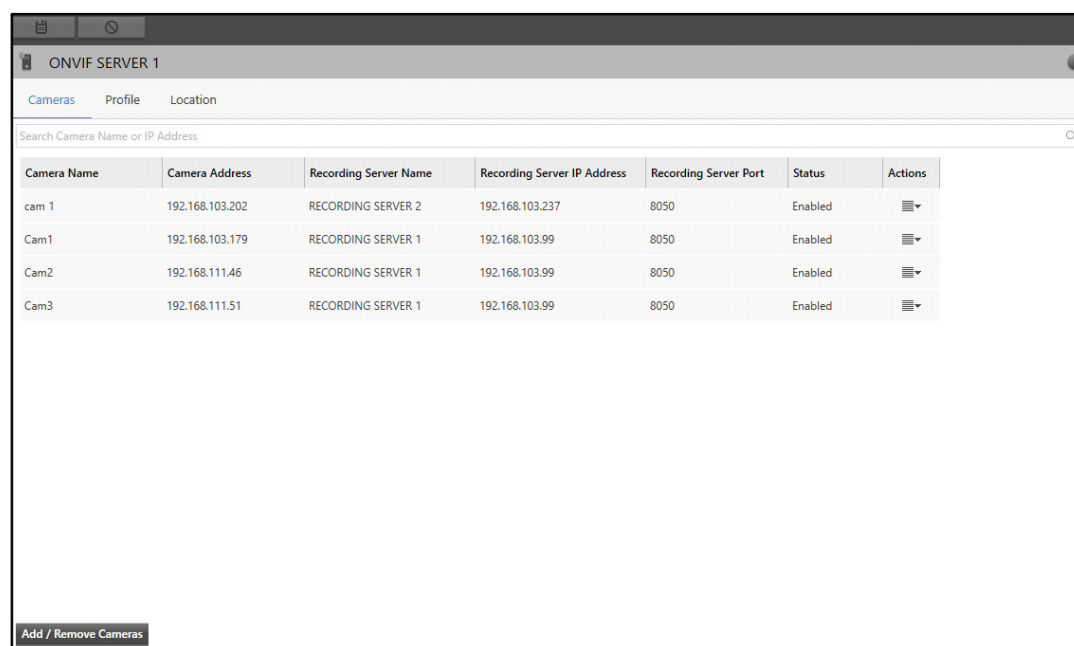 ONVIF SERVER 1
Cameras Profile Location
Search Camera Name or IP Address
Camera Name Camera Address Recording Server Name Recording Server IP Address Recording Server Port Status Actions
cam 1 192.168.103.202 RECORDING SERVER 2 192.168.103.237 8050 Enabled
Cam1 192.168.103.179 RECORDING SERVER 1 192.168.103.99 8050 Enabled
Cam2 192.168.111.46 RECORDING SERVER 1 192.168.103.99 8050 Enabled
Cam3 192.168.111.51 RECORDING SERVER 1 192.168.103.99 8050 Enabled
Add / Remove Cameras